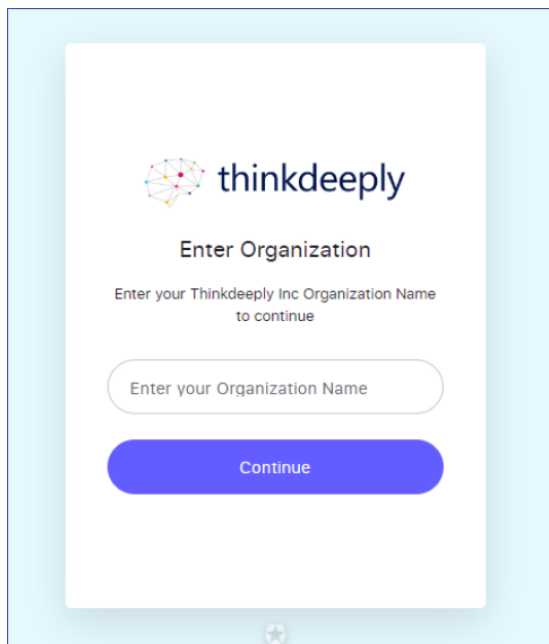 thinkdeeply
Enter Organization
Enter your Thinkdeeply Inc Organization Name
to continue
Enter your Organization Name
Continue